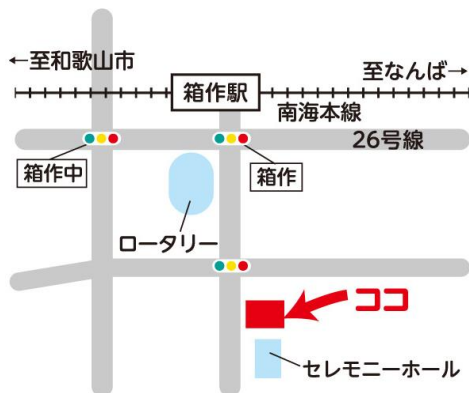 ←至和歌山市
至なんば→
箱作駅
南海本線
26号線
箱作中
箱作
ロータリー
ココ
セレモニーホール